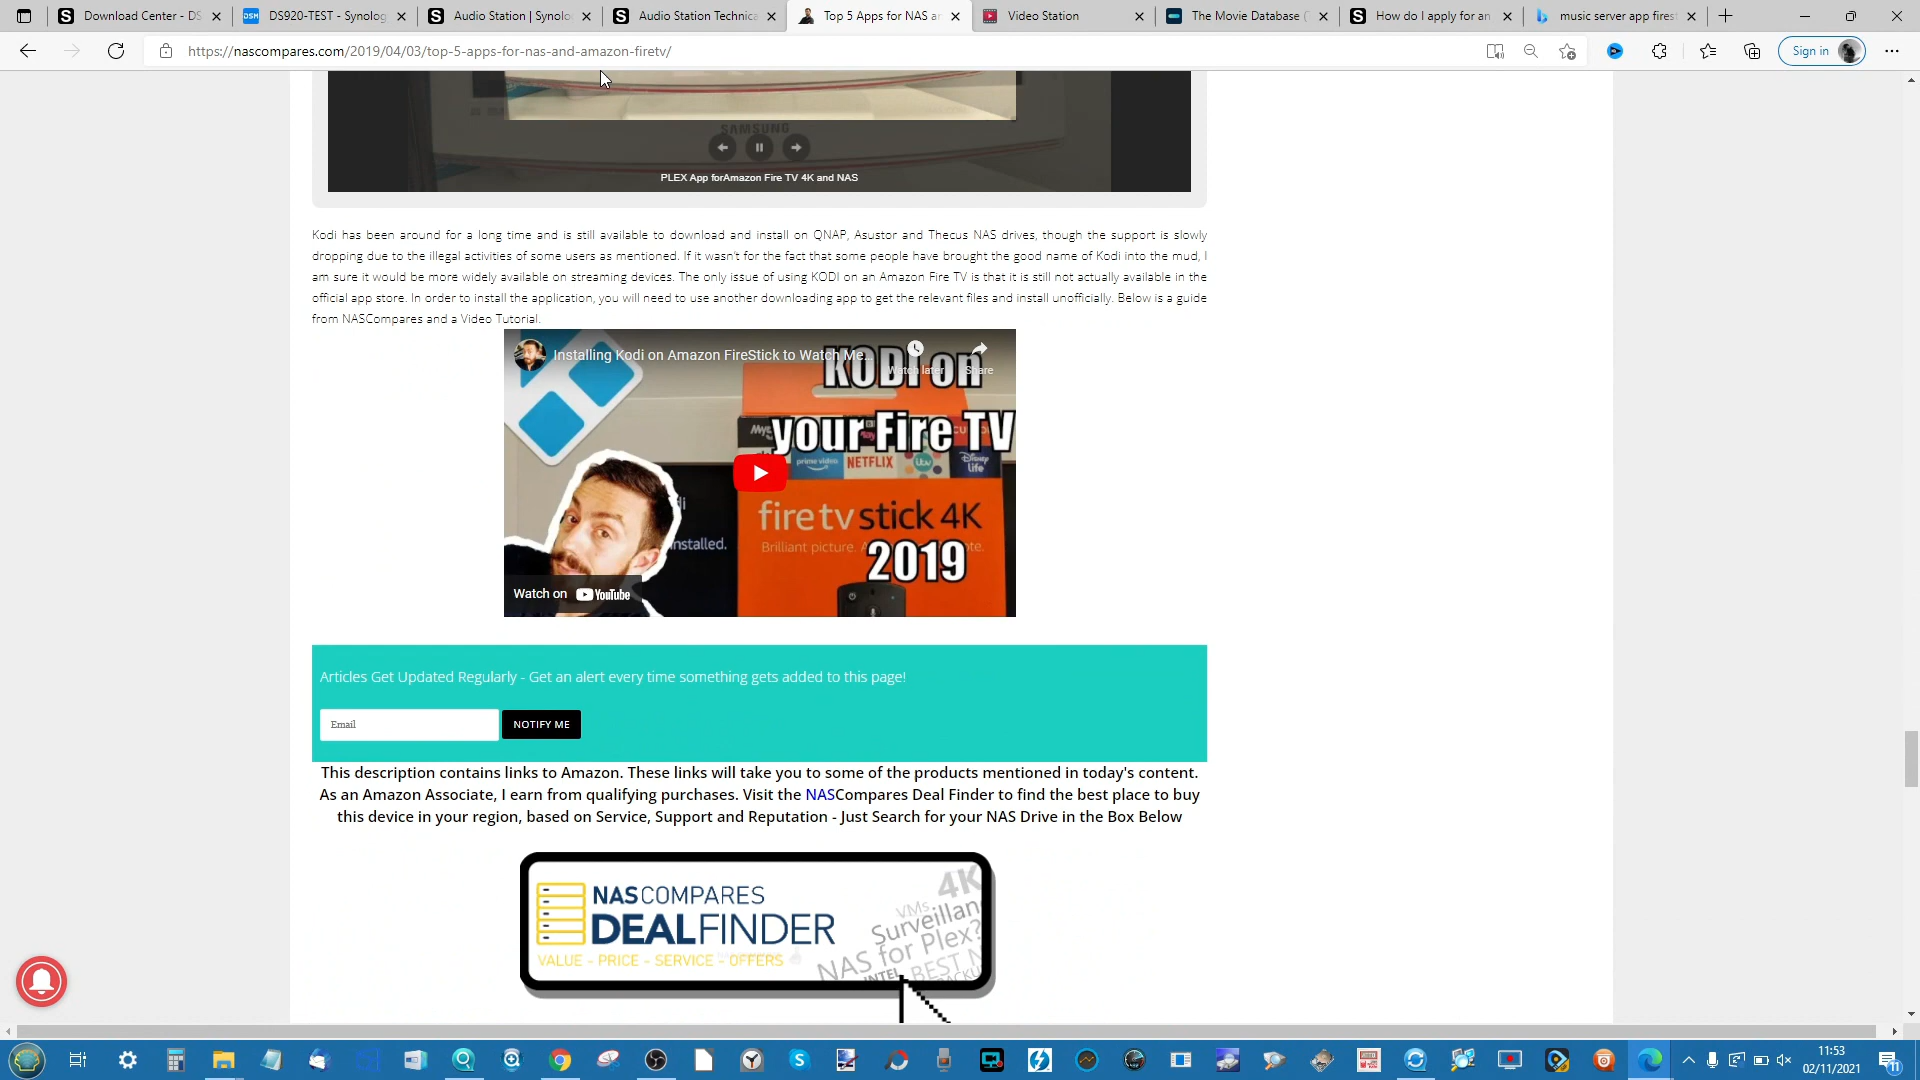 Download Center - DS
DS920-TEST - Synolog
Audio Station | Synolo
Audio Station Technica
Top 5 Apps for NAS ar
Video Station
The Movie Database (
How do I apply for an
music server app fires
https://nascompares.com/2019/04/03/top-5-apps-for-nas-and-amazon-firetv/
Sign in
SAMSUNG
PLEX App forAmazon Fire TV 4K and NAS
Kodi has been around for a long time and is still available to download and install on QNAP, Asustor and Thecus NAS drives, though the support is slowly
dropping due to the illegal activities of some users as mentioned. If it wasn't for the fact that some people have brought the good name of Kodi into the mud, I
am sure it would be more widely available on streaming devices. The only issue of using KODI on an Amazon Fire TV is that it is still not actually available in the
official app store. In order to install the application, you will need to use another downloading app to get the relevant files and install unofficially. Below is a guide
from NASCompares and a Video Tutorial.
Installing Kodi on Amazon FireStick to Watch Me...
Watch later
Share
KODI on
your Fire TV
prime video
NETFLIX
itv
Disney
life
fire tv stick 4K
nstalled.
Brilliant picture.
2019
Watch on YouTube
Articles Get Updated Regularly - Get an alert every time something gets added to this page!
Email
NOTIFY ME
This description contains links to Amazon. These links will take you to some of the products mentioned in today's content.
As an Amazon Associate, I earn from qualifying purchases. Visit the NASCompares Deal Finder to find the best place to buy
this device in your region, based on Service, Support and Reputation - Just Search for your NAS Drive in the Box Below
NASCOMPARES
DEALFINDER
VALUE - PRICE - SERVICE - OFFERS
4K
VMs
Surveillan
NAS for Plex?
INTEL
BEST N
BACKU
11:53
02/11/2021
11